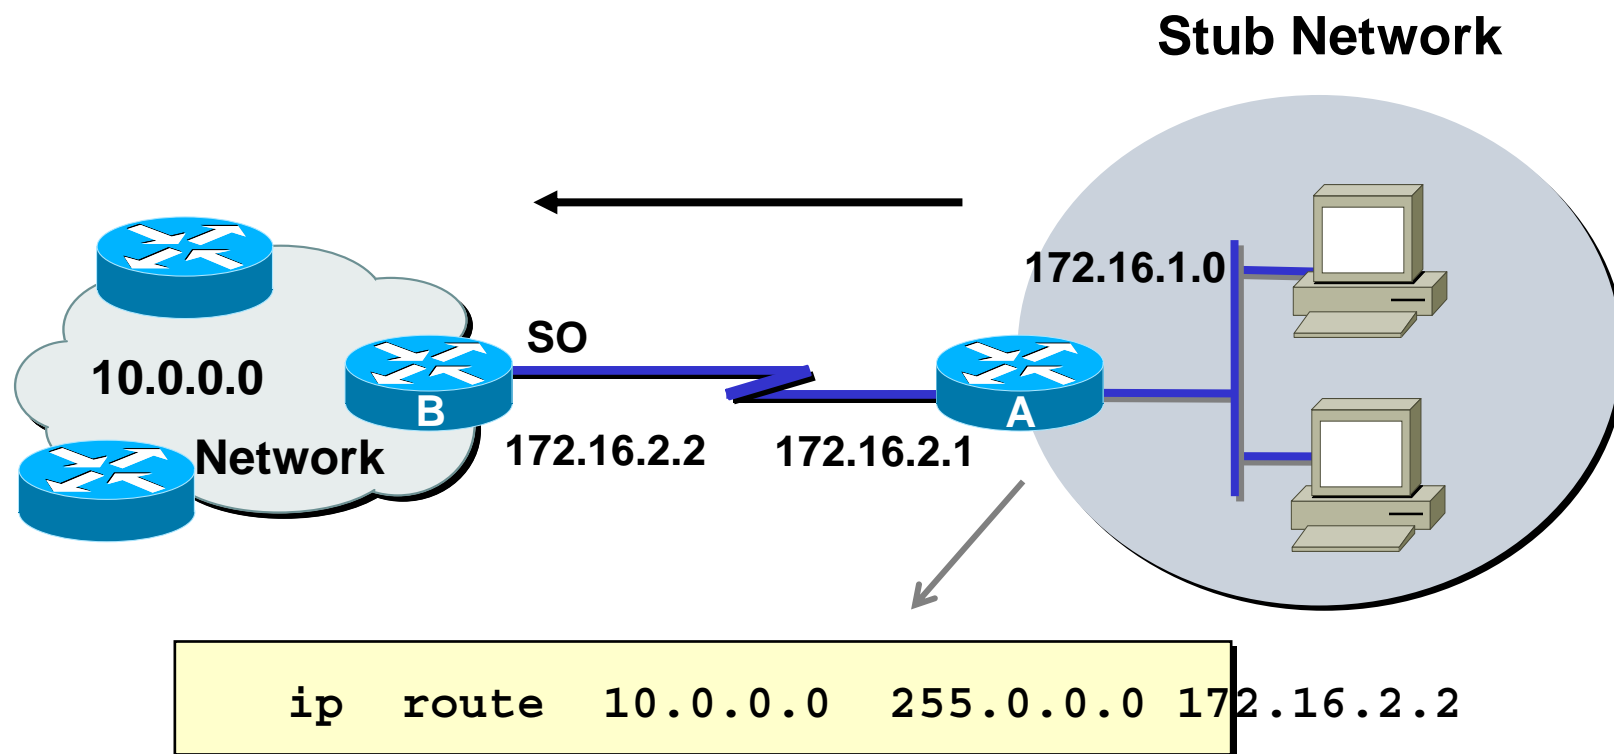 Stub Network
172.16.1.0
SO
10.0.0.0
B
A
Network
172.16.2.2
172.16.2.1
ip route 10.0.0.0 255.0.0.0 172.16.2.2